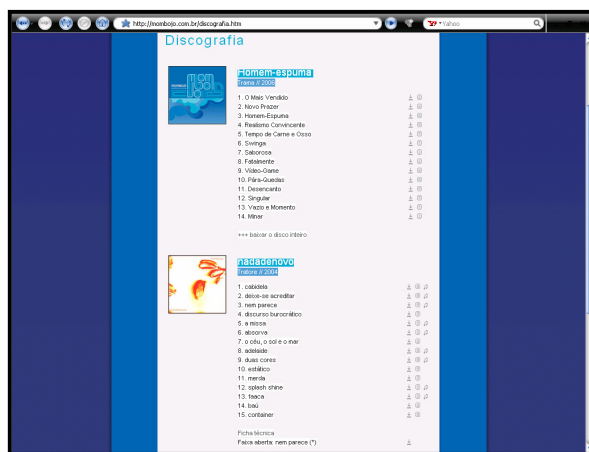 http://mombojo.com.br/discografia.htm
Yahoo
Discografia
Homem-espuma
Trama // 2006
1. O Mais Vendido
2. Novo Prazer
3. Homem-Espuma
4. Realismo Convincente
5. Tempo de Carne e Osso
6. Swinga
7. Saborosa
8. Fatalmente
9. Vídeo-Game
10. Pára-Quedas
11. Desencanto
12. Singular
13. Vazio e Momento
14. Minar
+++ baixar o disco inteiro
nadadenovo
Tratore // 2004
1. cabidela
2. deixe-se acreditar
3. nem parece
4. discurso burocrático
5. a missa
6. absorva
7. o céu, o sol e o mar
8. adelaide
9. duas cores
10. estático
11. merda
12. splash shine
13. faaca
14. baú
15. container
Ficha técnica
Faixa aberta: nem parece (*)